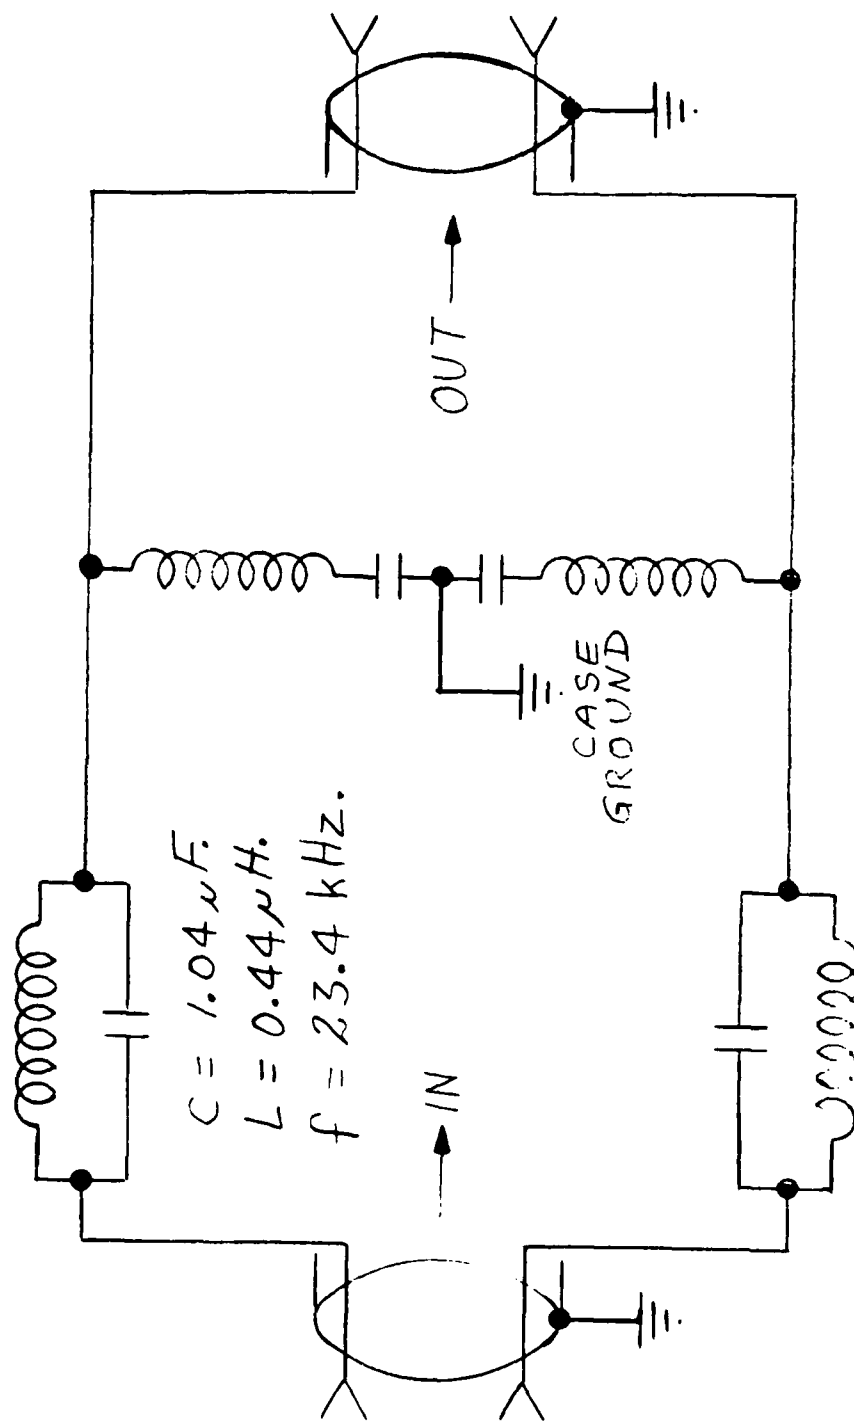 OUT →
CASE
GROUND
C = 1.04 μF.
L = 0.44 μH.
f = 23.4 kHz.
→ IN